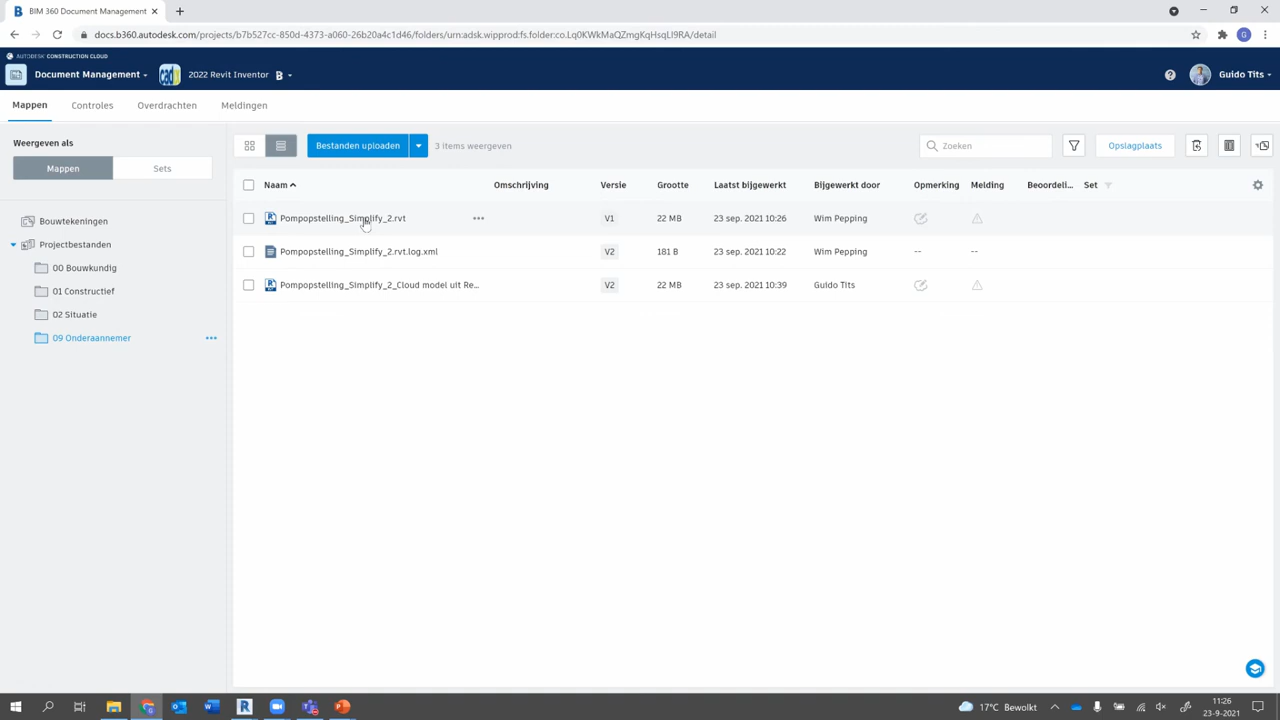 BIM 360 Document Management
docs.b360.autodesk.com/projects/b7b527cc-850d-4373-a060-26b20a4c1d46/folders/urn:adsk.wipprod:fs.folder:co.Lq0KWkMaQZmgKqHsqLI9RA/detail
G
AUTODESK CONSTRUCTION CLOUD
Document Management
2022 Revit Inventor
Guido Tits
Mappen Controles Overdrachten Meldingen
Weergeven als
Mappen Sets
Bouwtekeningen
Projectbestanden
00 Bouwkundig
01 Constructief
02 Situatie
09 Onderaannemer
Bestanden uploaden 3 items weergeven Zoeken Opslagplaats
Naam Omschrijving Versie Grootte Laatst bijgewerkt Bijgewerkt door Opmerking Melding Beoordeli... Set
Pompopstelling_Simplify_2.rvt V1 22 MB 23 sep. 2021 10:26 Wim Pepping
Pompopstelling_Simplify_2.rvt.log.xml V2 181 B 23 sep. 2021 10:22 Wim Pepping -- --
Pompopstelling_Simplify_2_Cloud model uit Re... V2 22 MB 23 sep. 2021 10:39 Guido Tits
17°C Bewolkt
11:26
23-9-2021